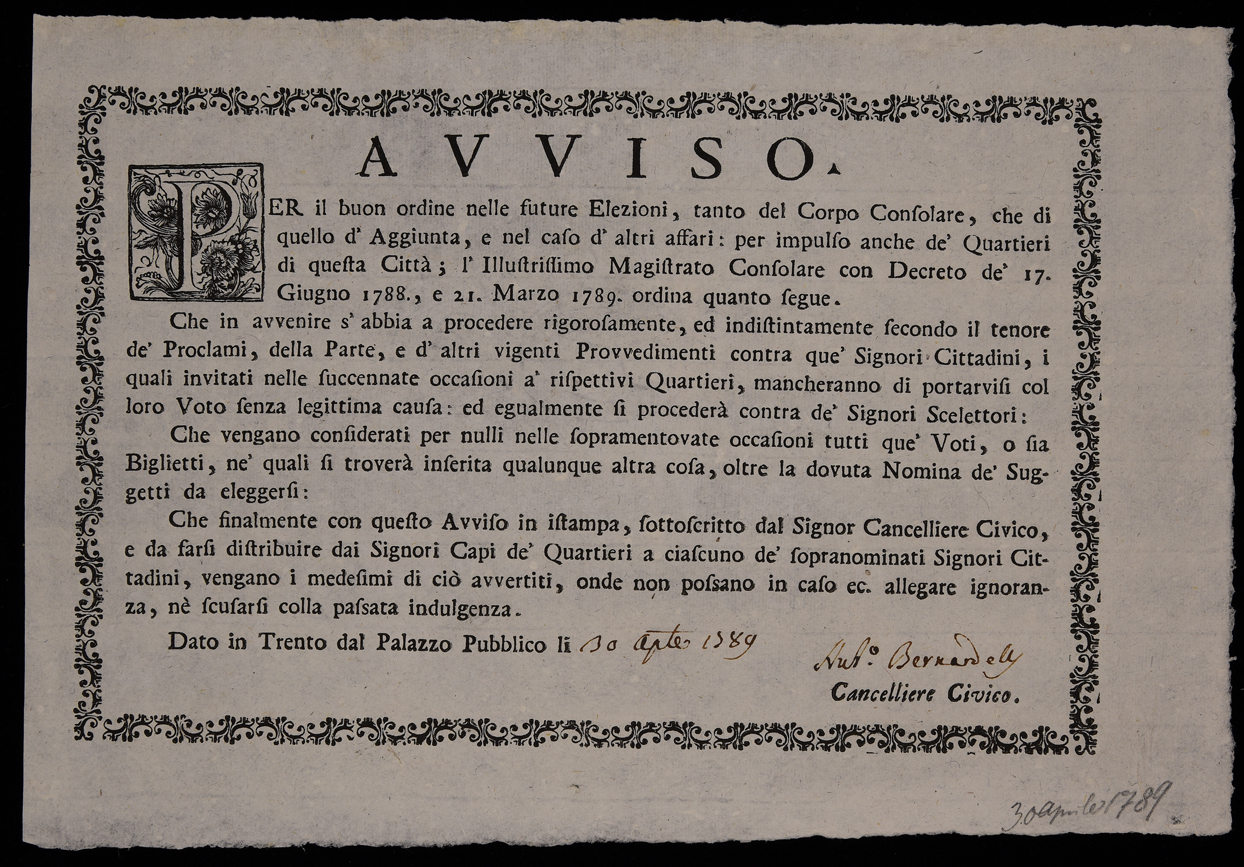 AVVISO.
PER il buon ordine nelle future Elezioni, tanto del Corpo Conſolare, che di
quello d' Aggiunta, e nel caſo d' altri affari: per impulſo anche de' Quartieri
di queſta Città; l' Illuſtriſſimo Magiſtrato Conſolare con Decreto de' 17.
Giugno 1788., e 21. Marzo 1789. ordina quanto ſegue.
Che in avvenire s' abbia a procedere rigoroſamente, ed indiſtintamente ſecondo il tenore
de' Proclami, della Parte, e d' altri vigenti Provvedimenti contra que' Signori Cittadini, i
quali invitati nelle ſuccennate occaſioni a' riſpettivi Quartieri, mancheranno di portarviſi col
loro Voto ſenza legittima cauſa: ed egualmente ſi procederà contra de' Signori Scelettori:
Che vengano conſiderati per nulli nelle ſopramentovate occaſioni tutti que' Voti, o ſia
Biglietti, ne' quali ſi troverà inſerita qualunque altra coſa, oltre la dovuta Nomina de' Sug-
getti da eleggerſi:
Che finalmente con queſto Avviſo in iſtampa, ſottoſcritto dal Signor Cancelliere Civico,
e da farſi diſtribuire dai Signori Capi de' Quartieri a ciaſcuno de' ſopranominati Signori Cit-
tadini, vengano i medeſimi di ciò avvertiti, onde non poſsano in caſo ec. allegare ignoran-
za, nè ſcuſarſi colla paſsata indulgenza.
Dato in Trento dal Palazzo Pubblico li 30 Aple 1789
Ant.º Bernardelli
Cancelliere Civico.
30 aprile 1789